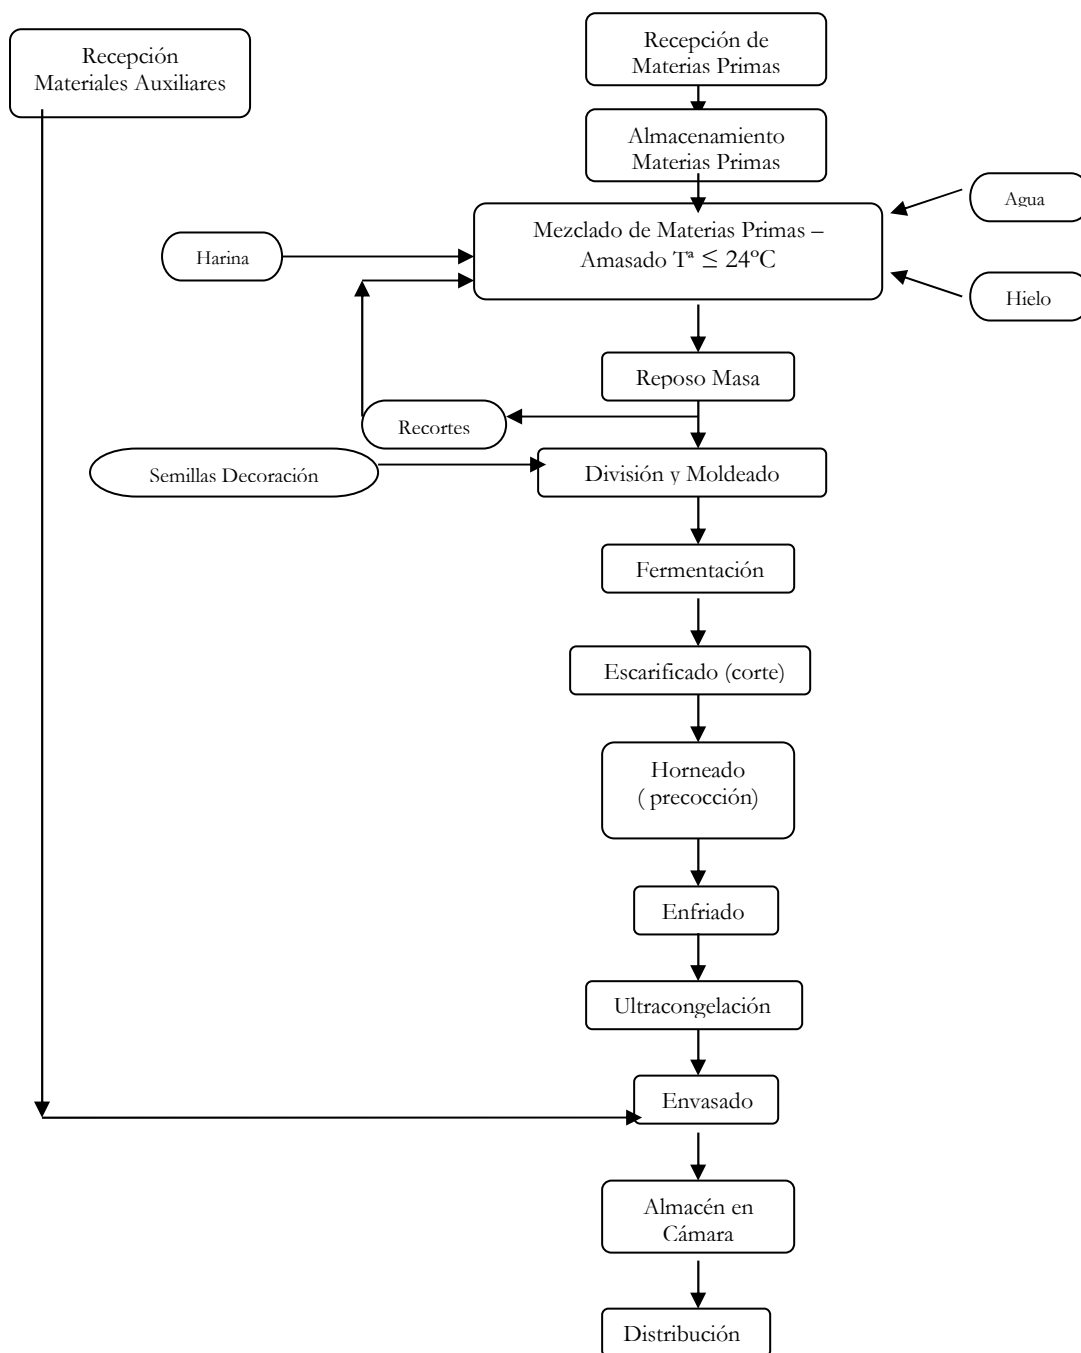 Recepción
Materiales Auxiliares
Recepción de
Materias Primas
Almacenamiento
Materias Primas
Mezclado de Materias Primas –
Amasado Tª ≤ 24ºC
Agua
Harina
Hielo
Reposo Masa
Recortes
Semillas Decoración
División y Moldeado
Fermentación
Escarificado (corte)
Horneado
( precocción)
Enfriado
Ultracongelación
Envasado
Almacén en
Cámara
Distribución